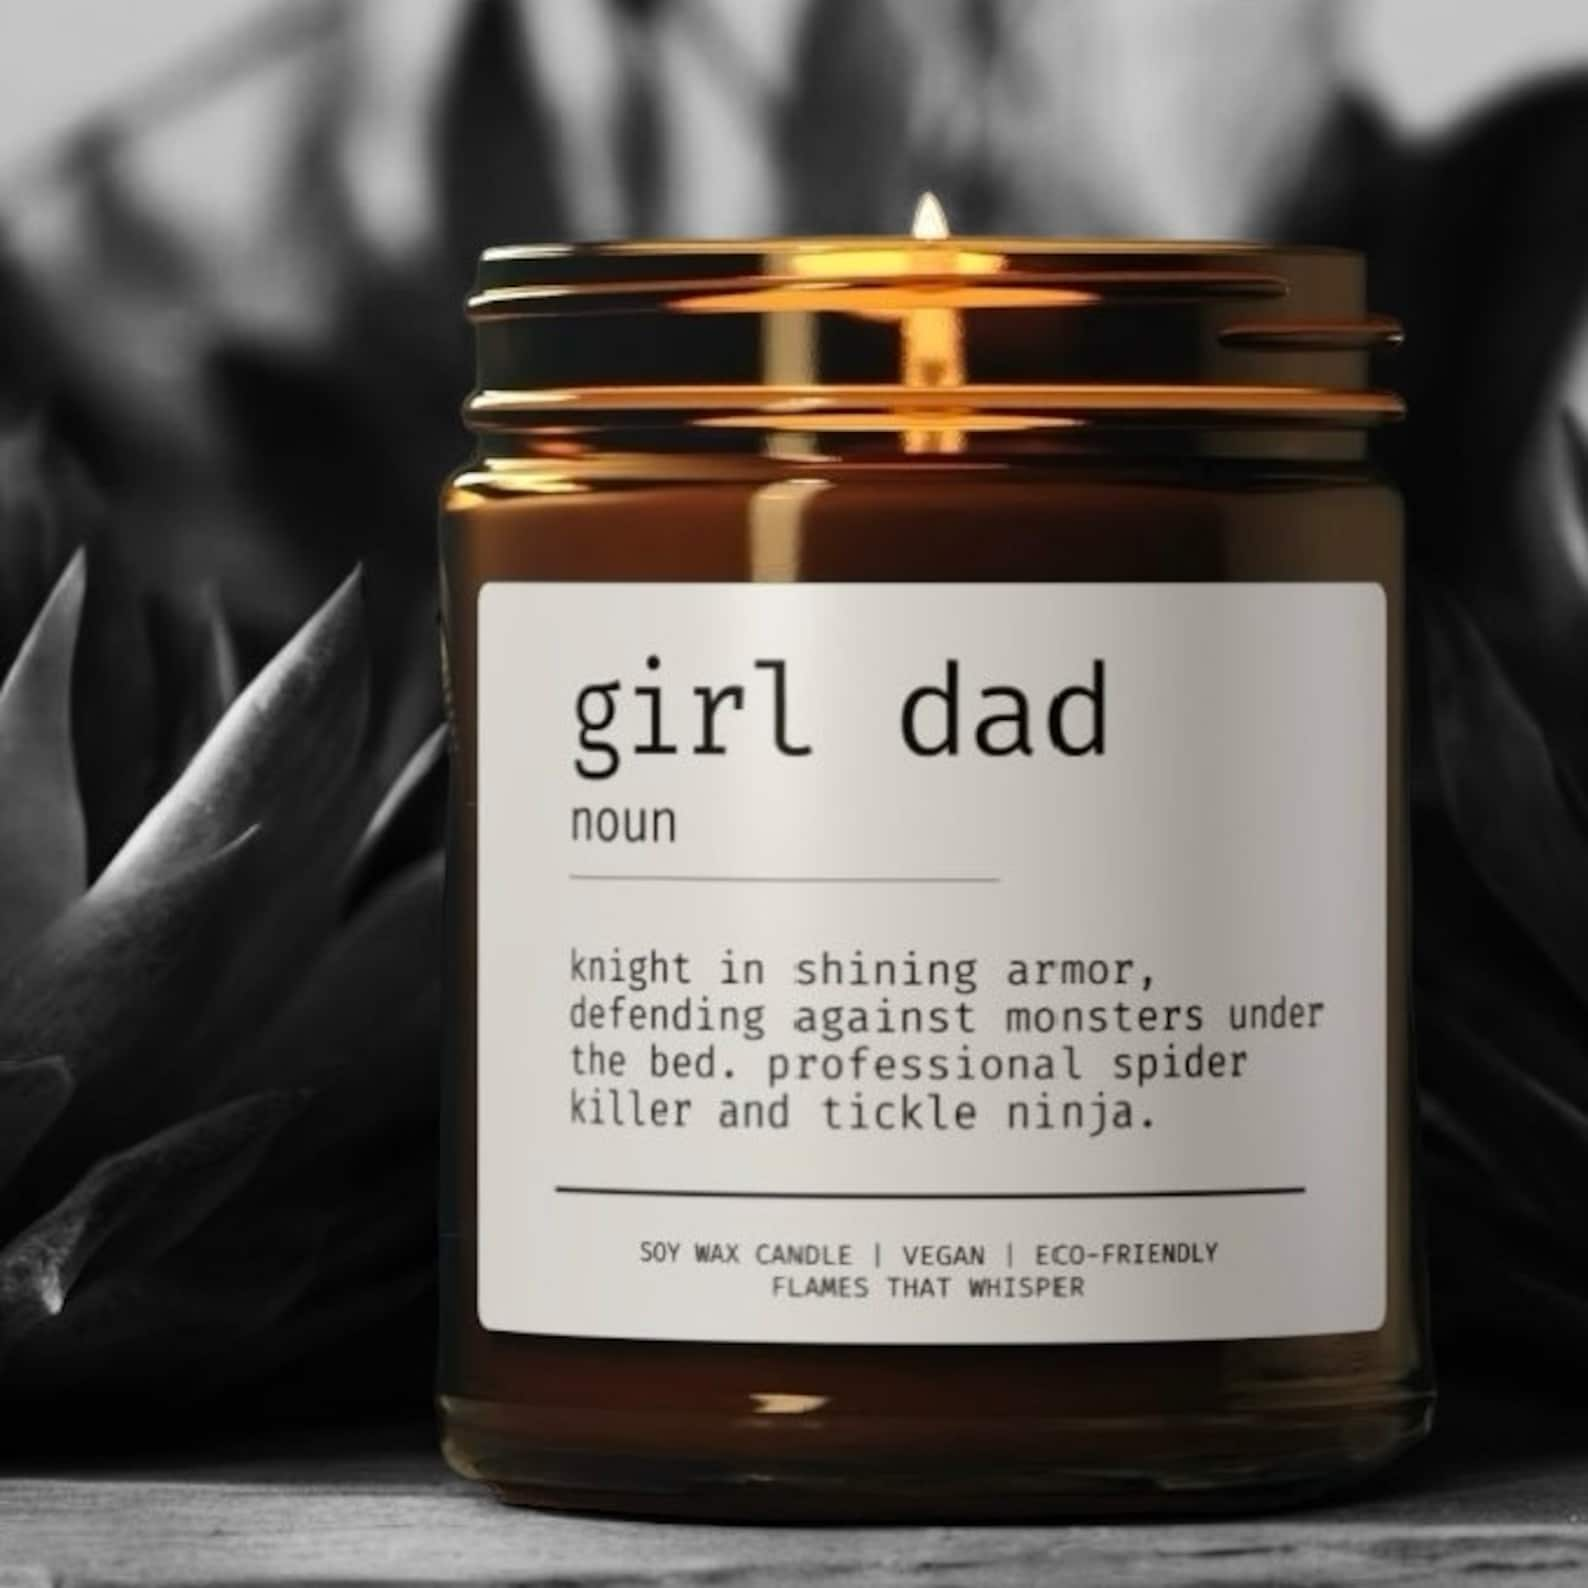 girl dad
noun
knight in shining armor,
defending against monsters under
the bed. professional spider
killer and tickle ninja.
SOY WAX CANDLE | VEGAN | ECO-FRIENDLY
FLAMES THAT WHISPER